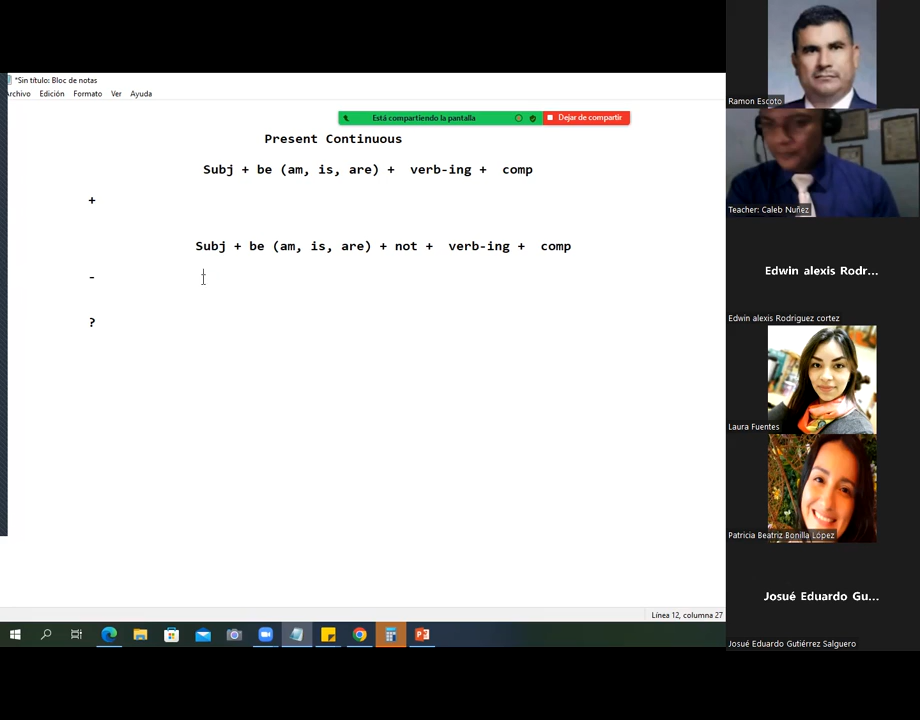 *Sin título: Bloc de notas
Archivo Edición Formato Ver Ayuda
Está compartiendo la pantalla Dejar de compartir
Present Continuous
Subj + be (am, is, are) + verb-ing + comp
+
Subj + be (am, is, are) + not + verb-ing + comp
-
?
Línea 12, columna 27
Ramon Escoto
Teacher: Caleb Nuñez
Edwin alexis Rodr...
Edwin alexis Rodriguez cortez
Laura Fuentes
Patricia Beatriz Bonilla López
Josué Eduardo Gu...
Josué Eduardo Gutiérrez Salguero